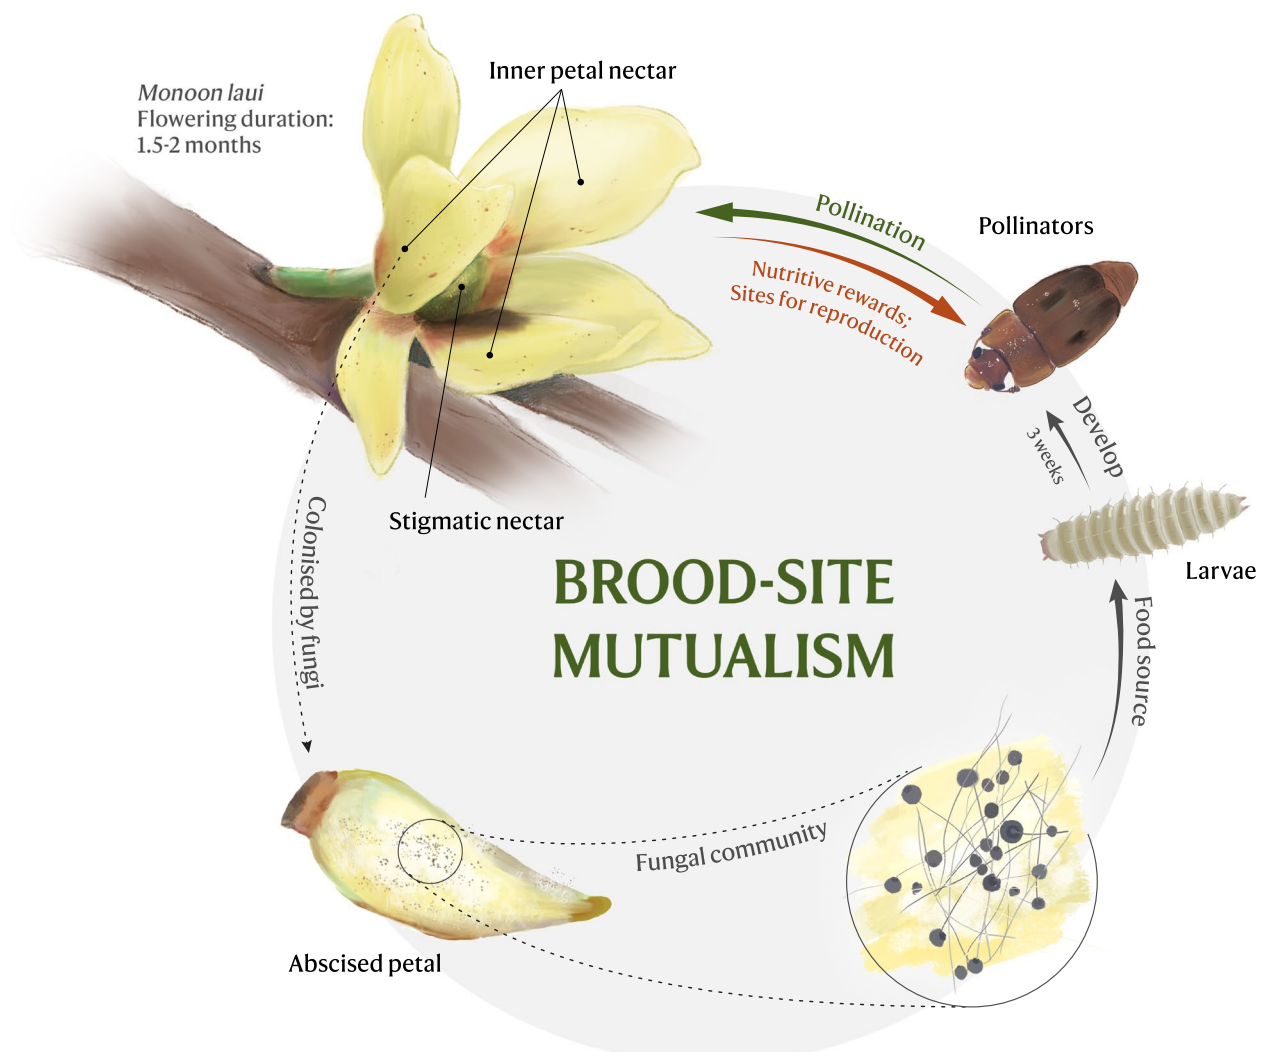 Monoon laui
Flowering duration:
1.5-2 months
Inner petal nectar
Stigmatic nectar
Pollination
Nutritive rewards;
Sites for reproduction
Pollinators
Develop
3 weeks
Larvae
Food source
BROOD-SITE
MUTUALISM
Colonised by fungi
Fungal community
Abscised petal